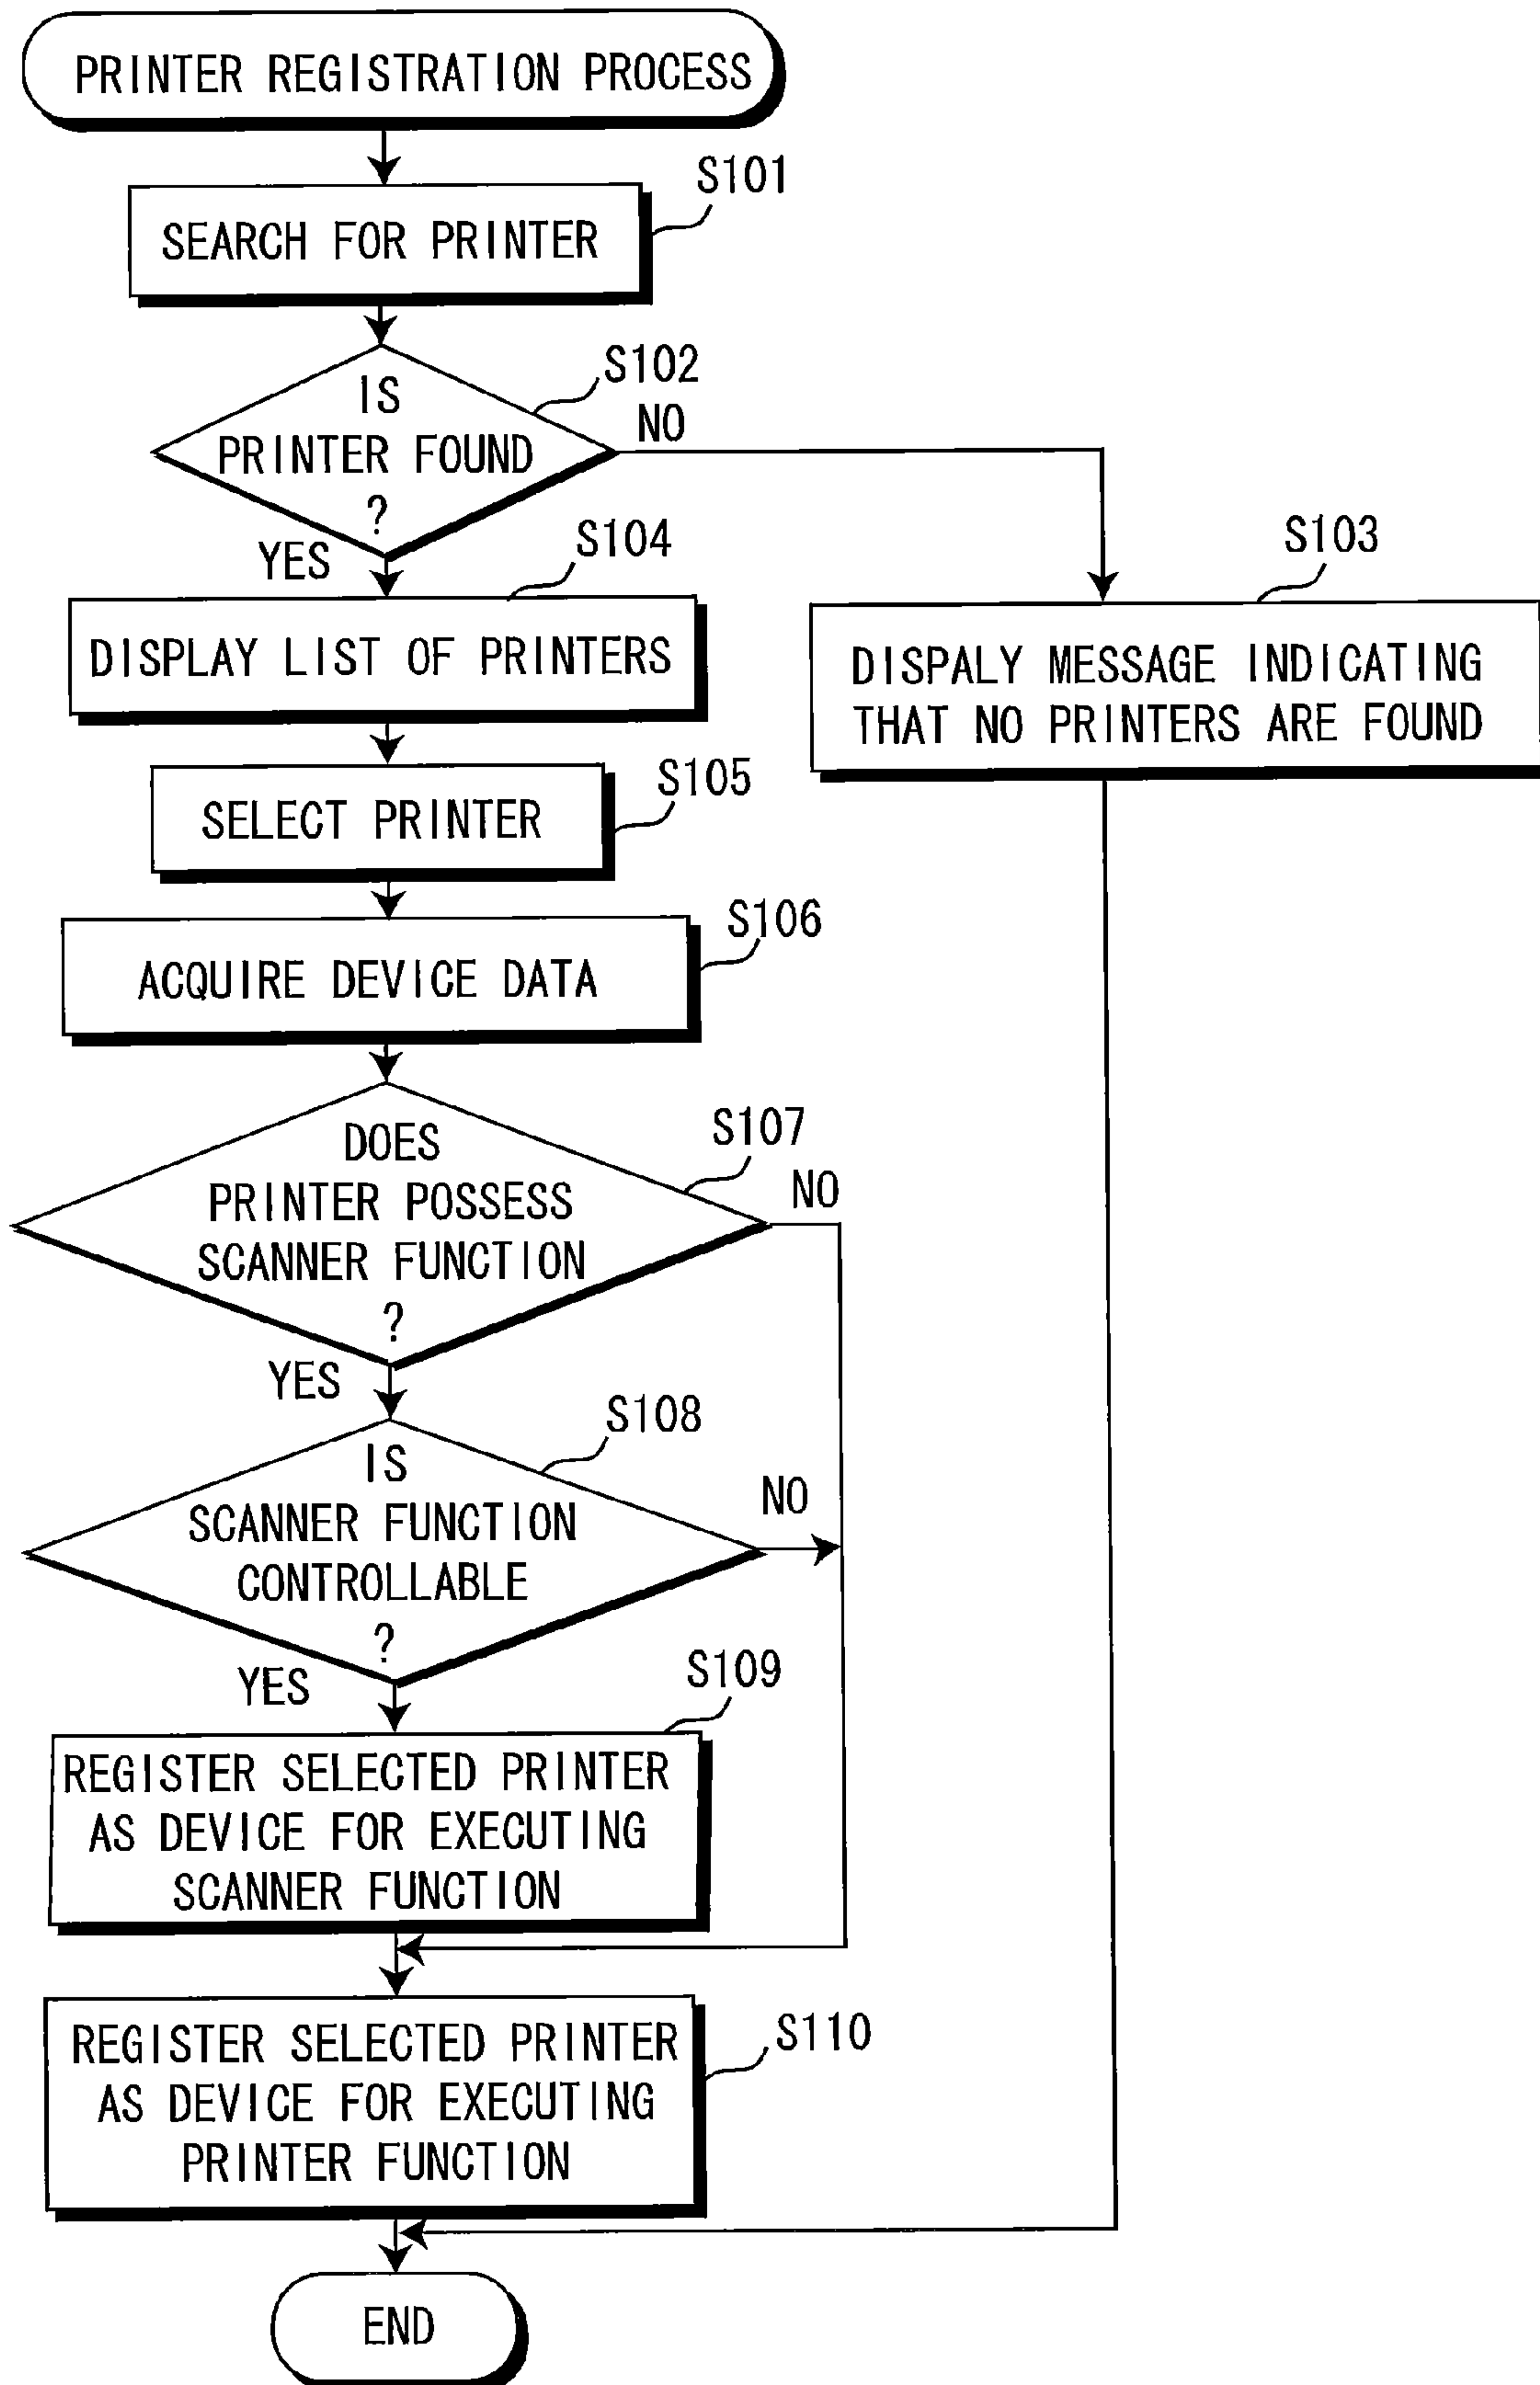 PRINTER REGISTRATION PROCESS
S101
SEARCH FOR PRINTER
S102
IS
PRINTER FOUND
?
NO
YES
S104
DISPLAY LIST OF PRINTERS
S103
DISPALY MESSAGE INDICATING
THAT NO PRINTERS ARE FOUND
S105
SELECT PRINTER
S106
ACQUIRE DEVICE DATA
S107
DOES
PRINTER POSSESS
SCANNER FUNCTION
?
NO
YES
S108
IS
SCANNER FUNCTION
CONTROLLABLE
?
NO
YES
S109
REGISTER SELECTED PRINTER
AS DEVICE FOR EXECUTING
SCANNER FUNCTION
S110
REGISTER SELECTED PRINTER
AS DEVICE FOR EXECUTING
PRINTER FUNCTION
END